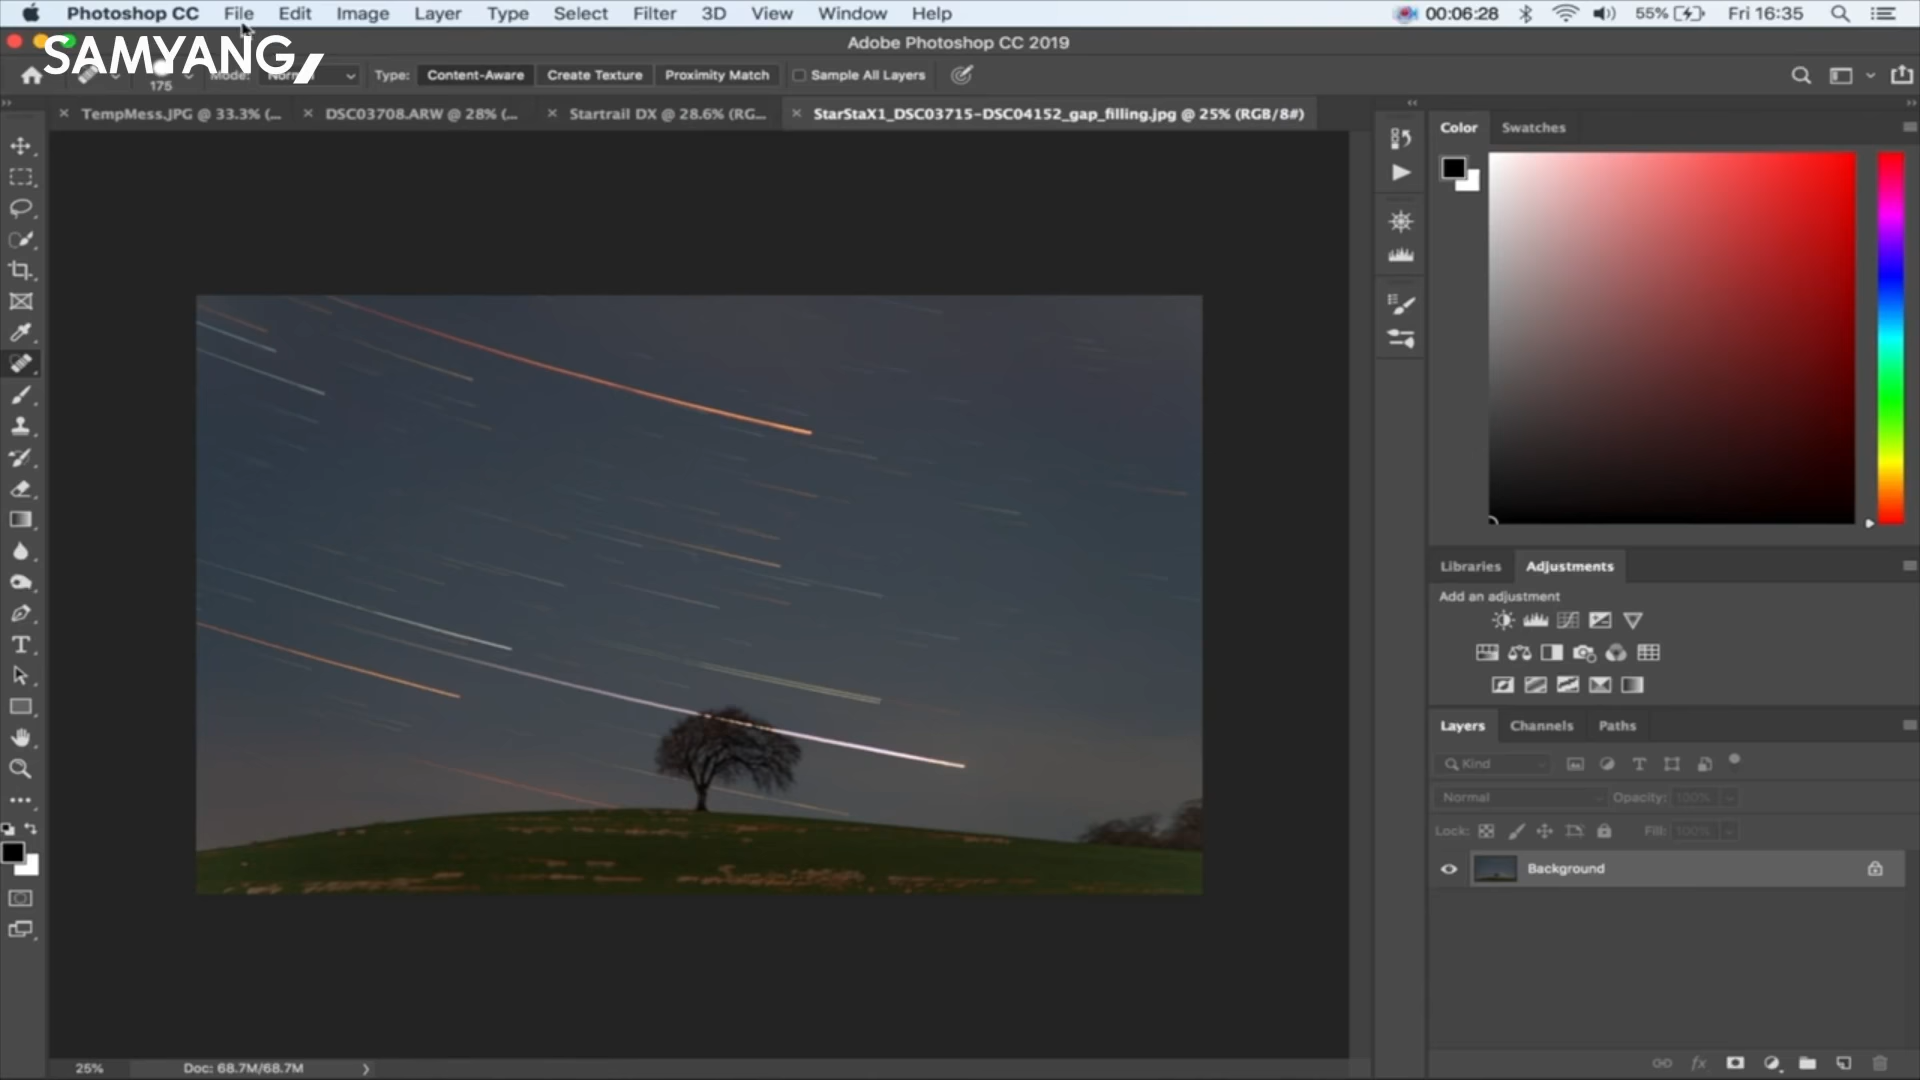 Photoshop CC File Edit Image Layer Type Select Filter 3D View Window Help 00:06:28 55% Fri 16:35
Adobe Photoshop CC 2019
SAMYANG
175 Mode: Type: Content-Aware Create Texture Proximity Match Sample All Layers
TempMess.JPG @ 33.3% (... DSC03708.ARW @ 28% (... Startrail DX @ 28.6% (RG... StarStaX1_DSC03715-DSC04152_gap_filling.jpg @ 25% (RGB/8#)
Color Swatches
Libraries Adjustments
Add an adjustment
Layers Channels Paths
Kind
Normal Opacity: 100%
Lock: Fill: 100%
Background
25% Doc: 68.7M/68.7M